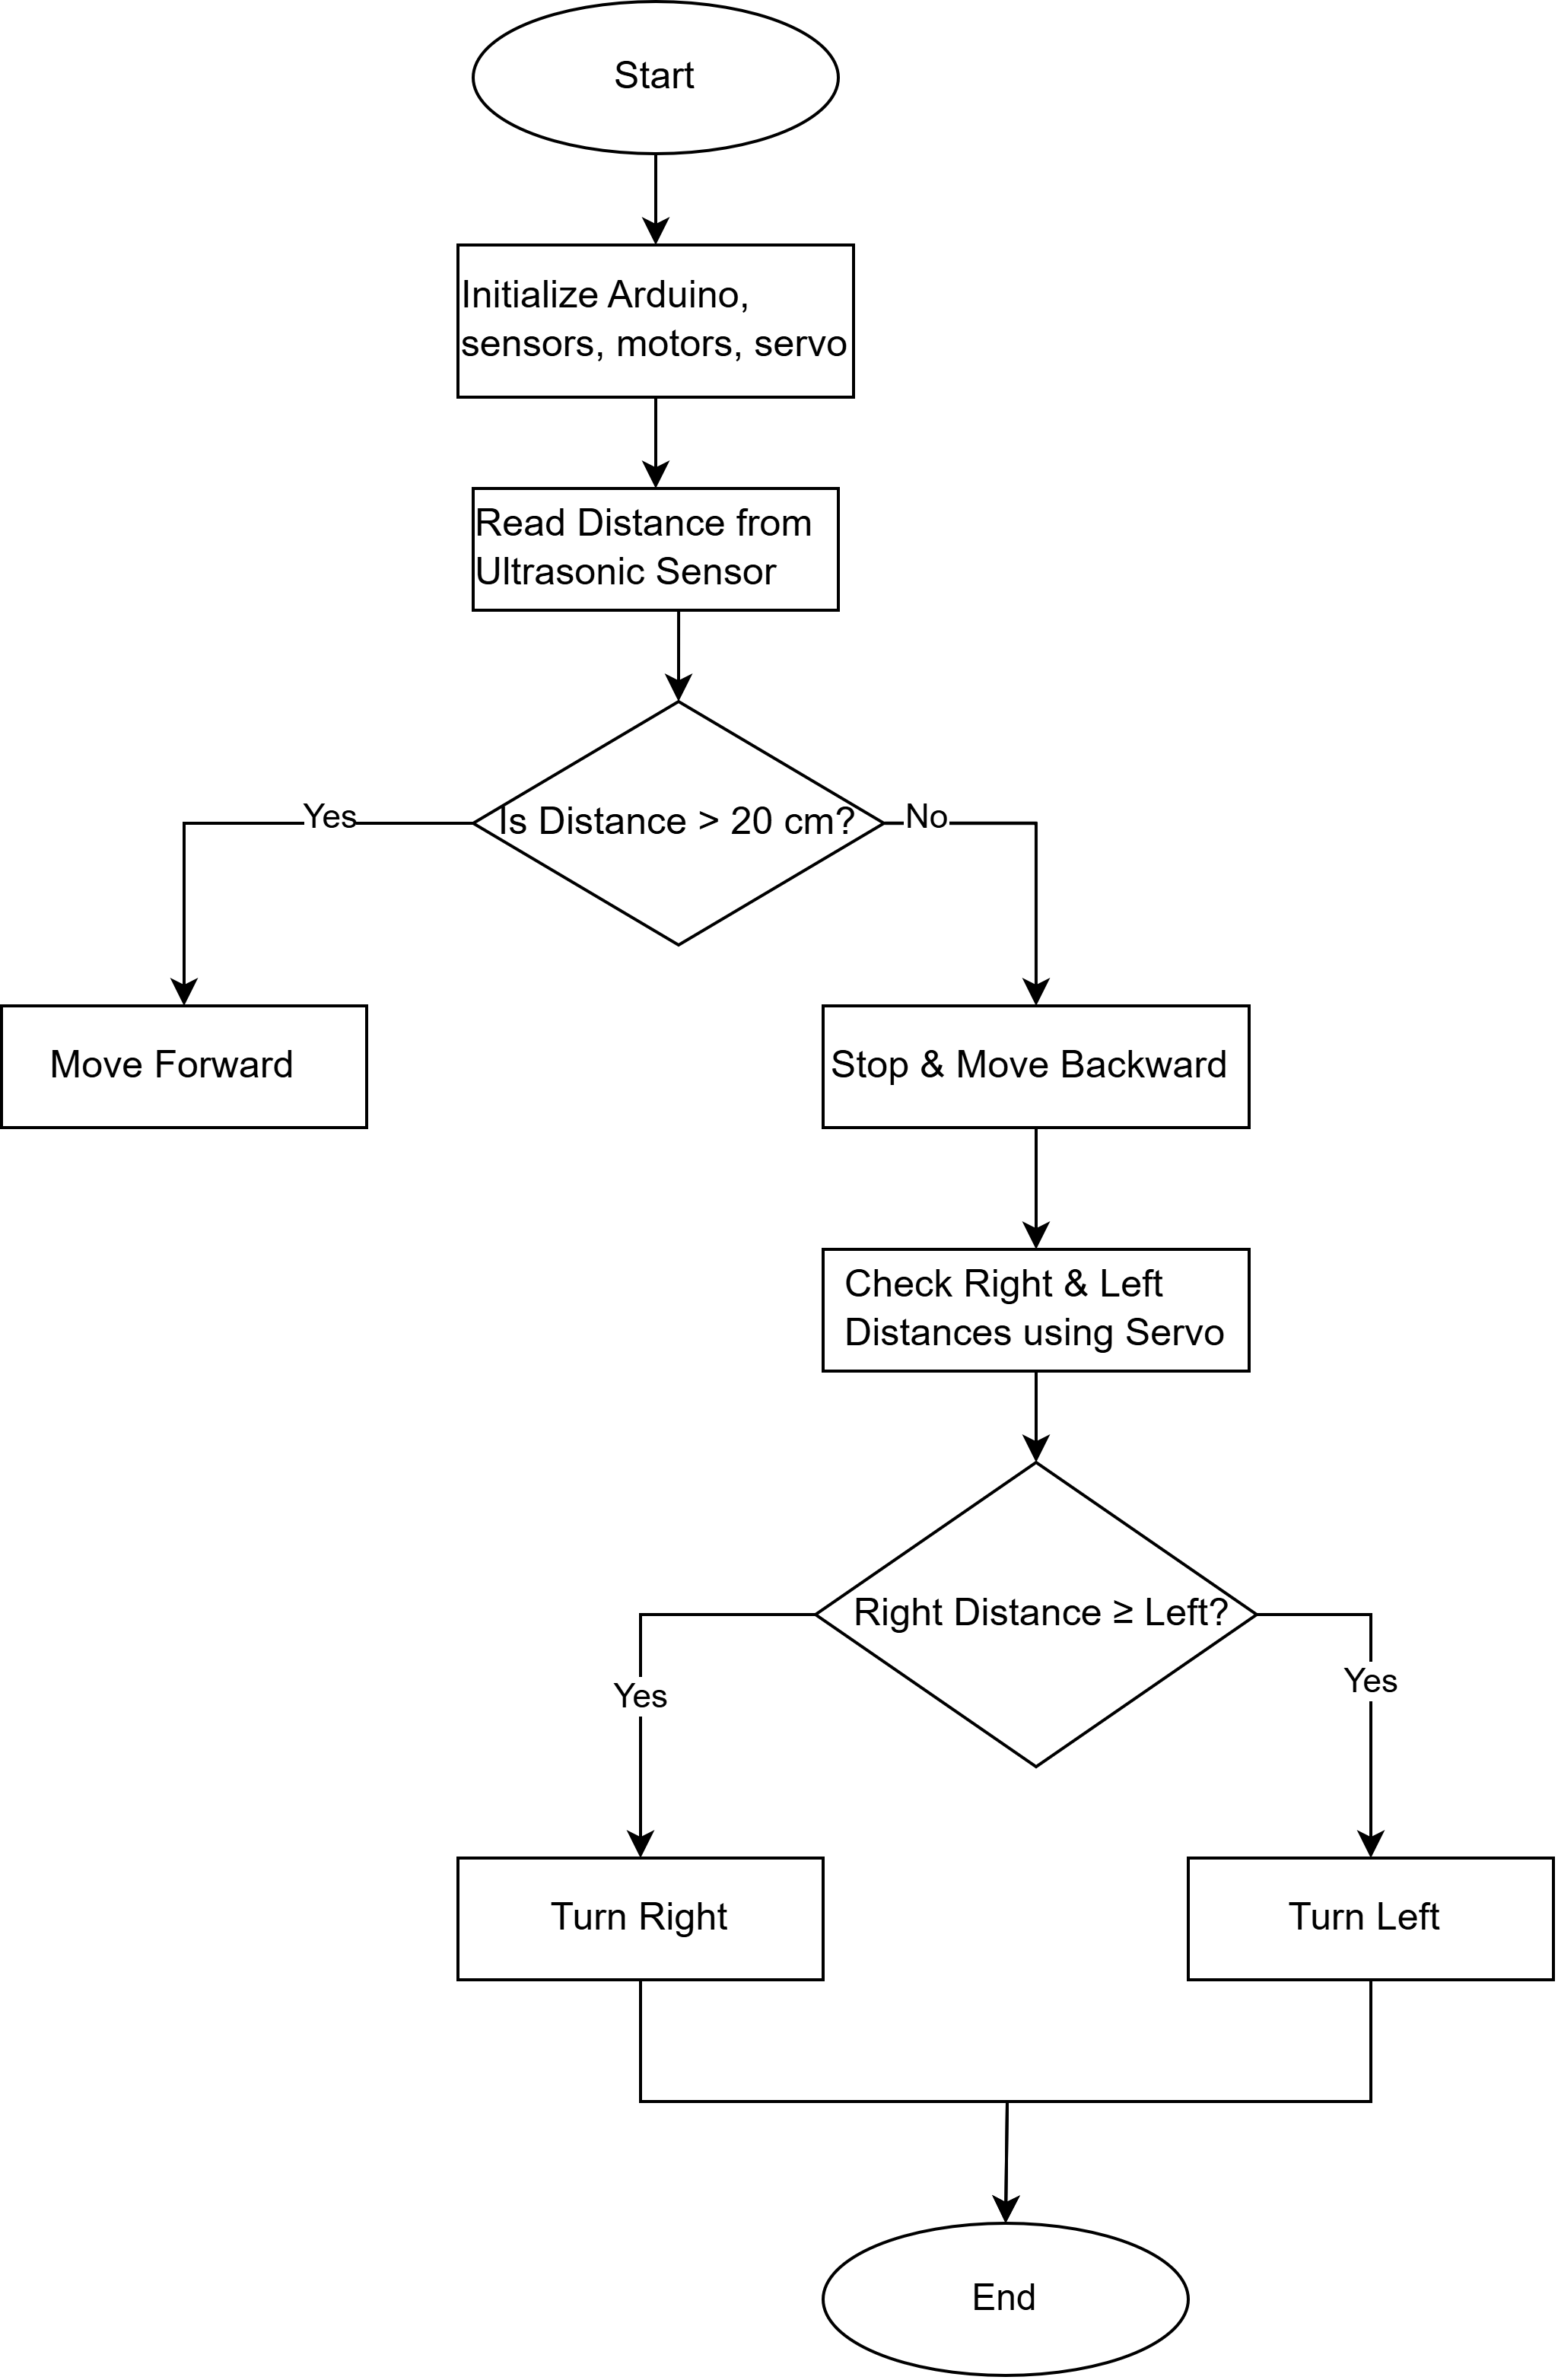 Start
Initialize Arduino,
sensors, motors, servo
Read Distance from
Ultrasonic Sensor
Is Distance > 20 cm?
Yes
No
Move Forward
Stop & Move Backward
Check Right & Left
Distances using Servo
Right Distance ≥ Left?
Yes
Yes
Turn Right
Turn Left
End